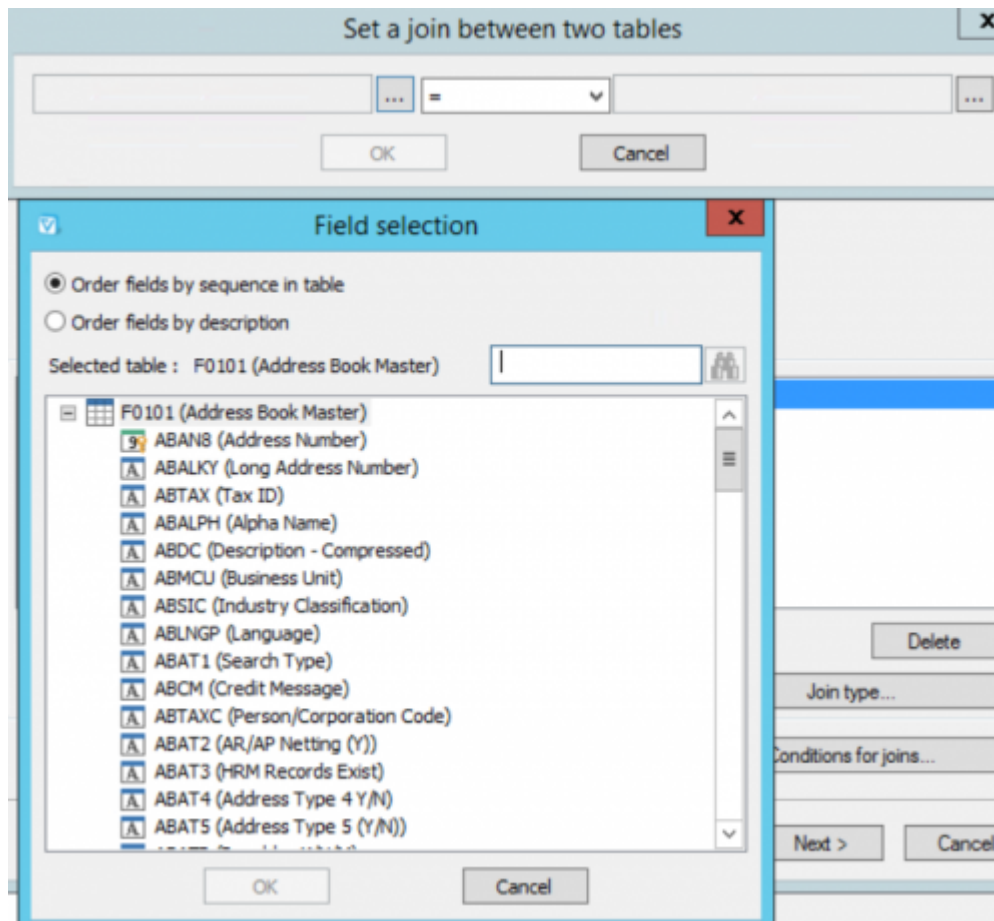 Set a join between two tables
x
... = ...
OK Cancel
Field selection
x
Order fields by sequence in table
Order fields by description
Selected table : F0101 (Address Book Master)
F0101 (Address Book Master)
ABAN8 (Address Number)
ABALKY (Long Address Number)
ABTAX (Tax ID)
ABALPH (Alpha Name)
ABDC (Description - Compressed)
ABMCU (Business Unit)
ABSIC (Industry Classification)
ABLNGP (Language)
ABAT1 (Search Type)
ABCM (Credit Message)
ABTAXC (Person/Corporation Code)
ABAT2 (AR/AP Netting (Y))
ABAT3 (HRM Records Exist)
ABAT4 (Address Type 4 Y/N)
ABAT5 (Address Type 5 (Y/N))
OK Cancel
Delete
Join type...
Conditions for joins...
Next > Cancel